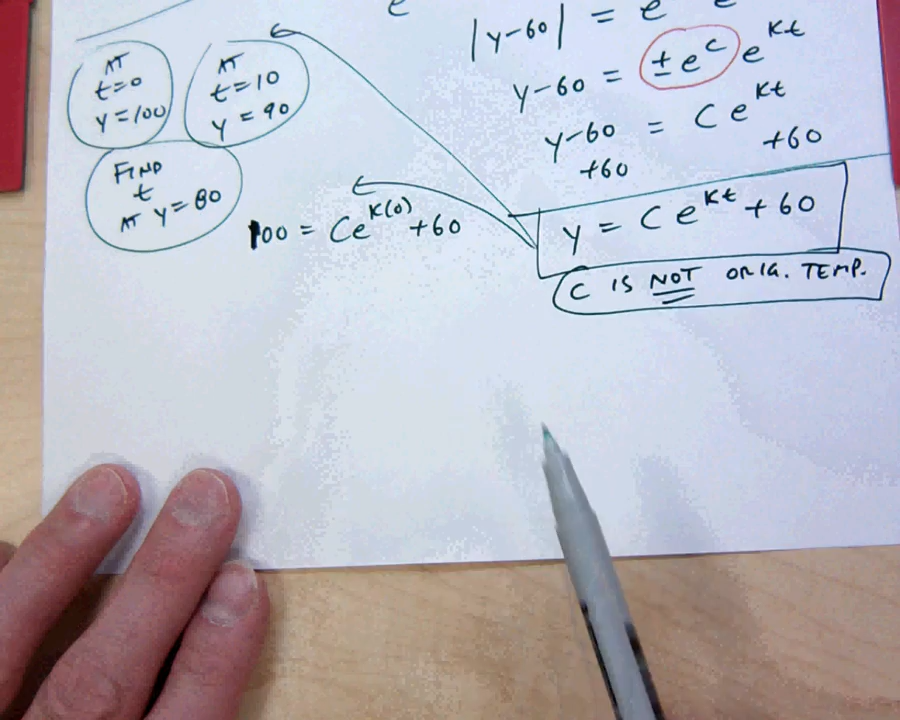 |y-60| = e e
y-60 = ±e^c e^kt
y-60 = Ce^kt
+60 +60
y = Ce^kt + 60
C IS NOT ORIG. TEMP.
AT
t=0
y=100
AT
t=10
y=90
FIND
t
AT y=80
100 = Ce^k(0) +60